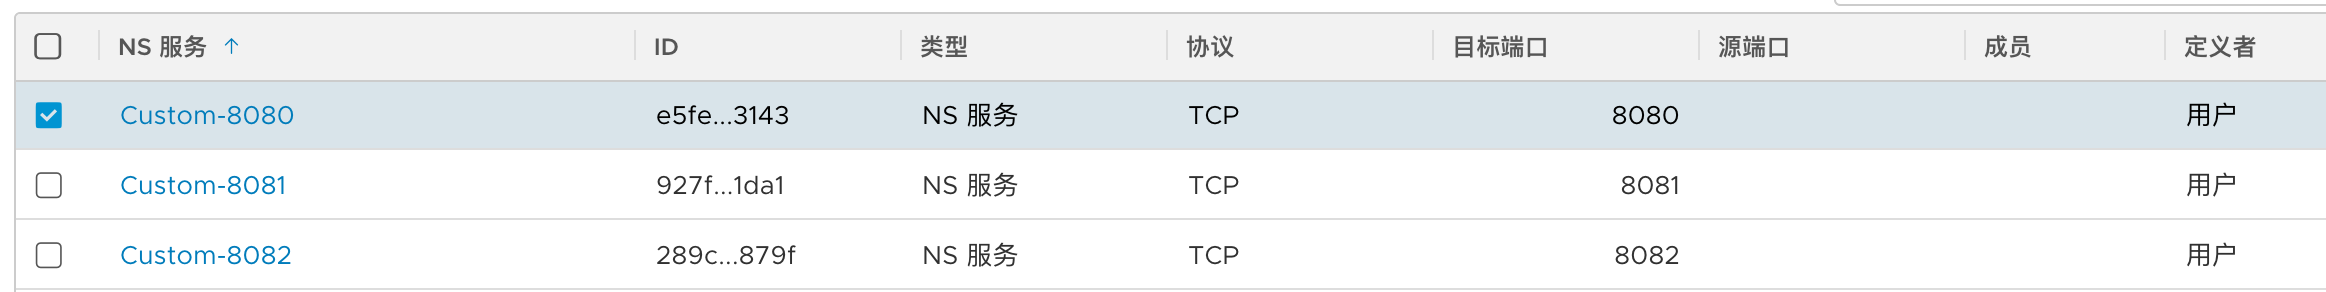 NS 服务 ↑ ID 类型 协议 目标端口 源端口 成员 定义者
Custom-8080 e5fe...3143 NS 服务 TCP 8080 用户
Custom-8081 927f...1da1 NS 服务 TCP 8081 用户
Custom-8082 289c...879f NS 服务 TCP 8082 用户